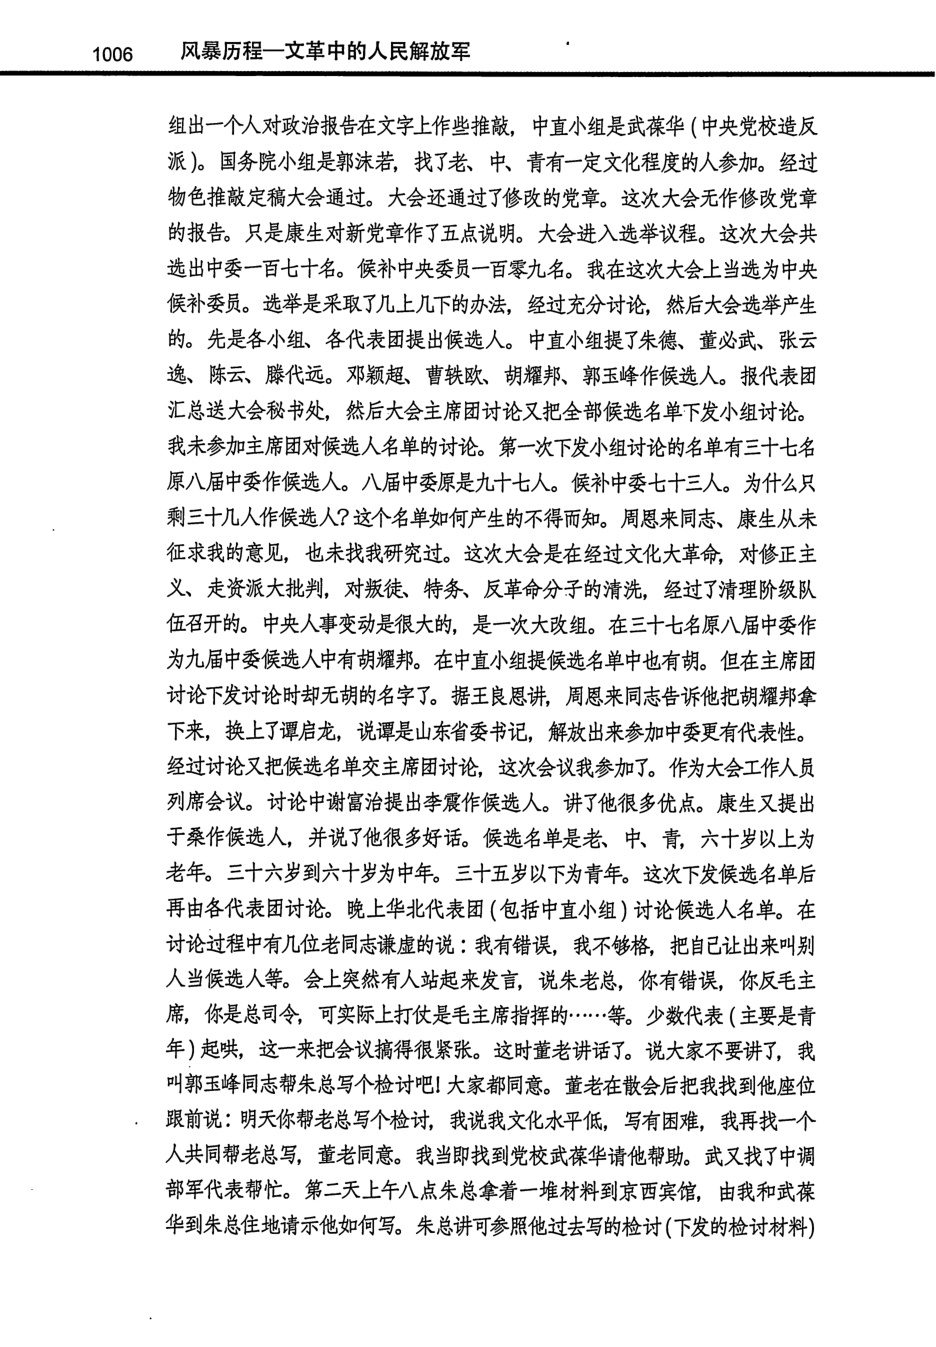 1006 风暴历程—文革中的人民解放军
组出一个人对政治报告在文字上作些推敲，中直小组是武葆华(中央党校造反
派)。国务院小组是郭沫若，找了老、中、青有一定文化程度的人参加。经过
物色推敲定稿大会通过。大会还通过了修改的党章。这次大会无作修改党章
的报告。只是康生对新党章作了五点说明。大会进入选举议程。这次大会共
选出中委一百七十名。候补中央委员一百零九名。我在这次大会上当选为中央
候补委员。选举是采取了几上几下的办法，经过充分讨论，然后大会选举产生
的。先是各小组、各代表团提出候选人。中直小组提了朱德、董必武、张云
逸、陈云、滕代远。邓颖超、曹轶欧、胡耀邦、郭玉峰作候选人。报代表团
汇总送大会秘书处，然后大会主席团讨论又把全部候选名单下发小组讨论。
我未参加主席团对候选人名单的讨论。第一次下发小组讨论的名单有三十七名
原八届中委作候选人。八届中委原是九十七人。候补中委七十三人。为什么只
剩三十几人作候选人?这个名单如何产生的不得而知。周恩来同志、康生从未
征求我的意见，也未找我研究过。这次大会是在经过文化大革命，对修正主
义、走资派大批判，对叛徒、特务、反革命分子的清洗，经过了清理阶级队
伍召开的。中央人事变动是很大的，是一次大改组。在三十七名原八届中委作
为九届中委候选人中有胡耀邦。在中直小组提候选名单中也有胡。但在主席团
讨论下发讨论时却无胡的名字了。据王良恩讲，周恩来同志告诉他把胡耀邦拿
下来，换上了谭启龙，说谭是山东省委书记，解放出来参加中委更有代表性。
经过讨论又把候选名单交主席团讨论，这次会议我参加了。作为大会工作人员
列席会议。讨论中谢富治提出李震作候选人。讲了他很多优点。康生又提出
于桑作候选人，并说了他很多好话。候选名单是老、中、青，六十岁以上为
老年。三十六岁到六十岁为中年。三十五岁以下为青年。这次下发候选名单后
再由各代表团讨论。晚上华北代表团(包括中直小组)讨论候选人名单。在
讨论过程中有几位老同志谦虚的说：我有错误，我不够格，把自己让出来叫别
人当候选人等。会上突然有人站起来发言，说朱老总，你有错误，你反毛主
席，你是总司令，可实际上打仗是毛主席指挥的……等。少数代表(主要是青
年)起哄，这一来把会议搞得很紧张。这时董老讲话了。说大家不要讲了，我
叫郭玉峰同志帮朱总写个检讨吧!大家都同意。董老在散会后把我找到他座位
跟前说：明天你帮老总写个检讨，我说我文化水平低，写有困难，我再找一个
人共同帮老总写，董老同意。我当即找到党校武葆华请他帮助。武又找了中调
部军代表帮忙。第二天上午八点朱总拿着一堆材料到京西宾馆，由我和武葆
华到朱总住地请示他如何写。朱总讲可参照他过去写的检讨(下发的检讨材料)